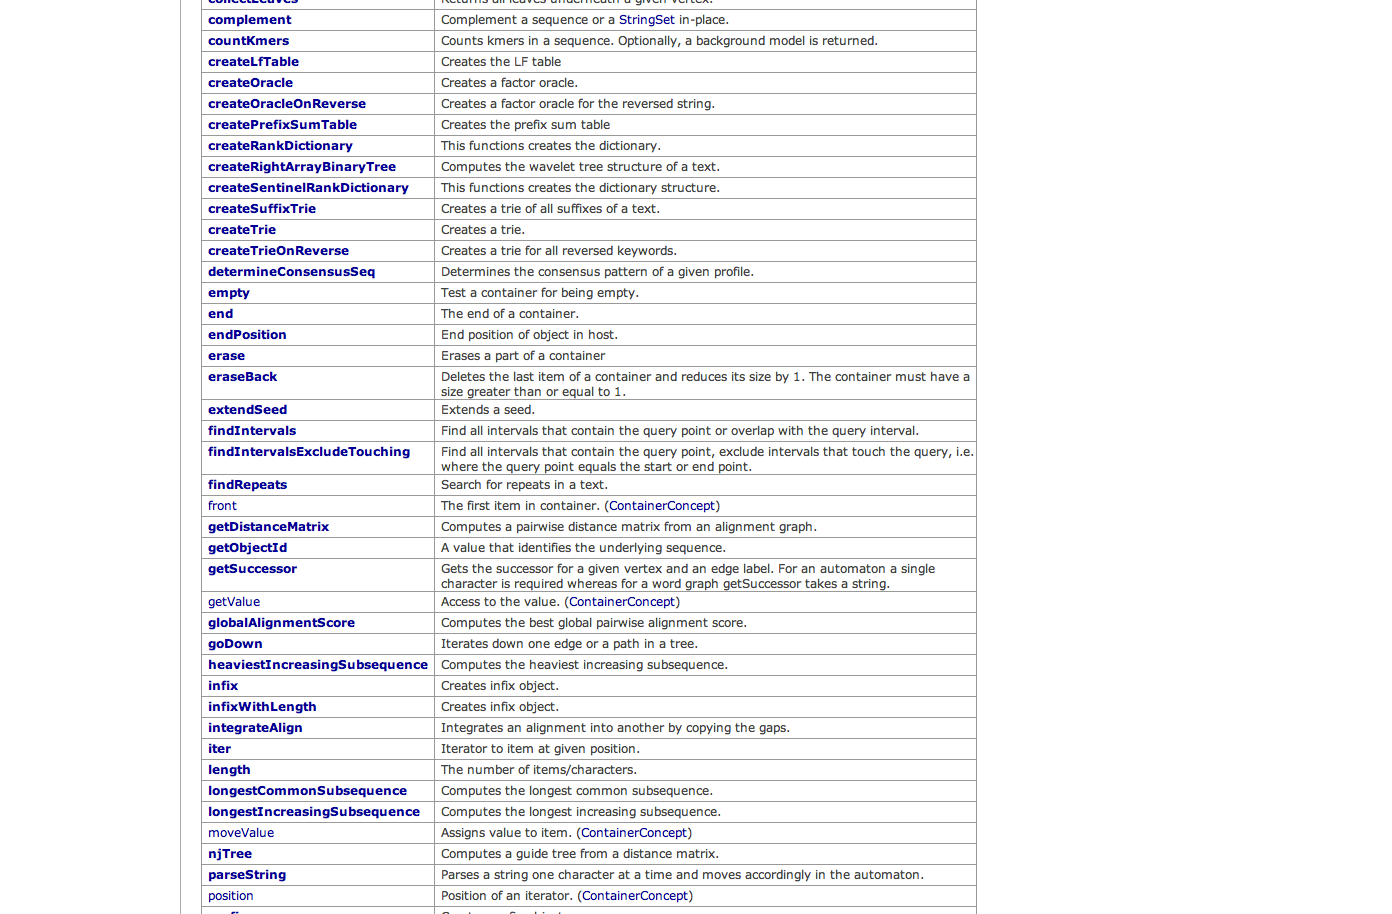 collectLeaves Returns all leaves underneath a given vertex.
complement Complement a sequence or a StringSet in-place.
countKmers Counts kmers in a sequence. Optionally, a background model is returned.
createLfTable Creates the LF table
createOracle Creates a factor oracle.
createOracleOnReverse Creates a factor oracle for the reversed string.
createPrefixSumTable Creates the prefix sum table
createRankDictionary This functions creates the dictionary.
createRightArrayBinaryTree Computes the wavelet tree structure of a text.
createSentinelRankDictionary This functions creates the dictionary structure.
createSuffixTrie Creates a trie of all suffixes of a text.
createTrie Creates a trie.
createTrieOnReverse Creates a trie for all reversed keywords.
determineConsensusSeq Determines the consensus pattern of a given profile.
empty Test a container for being empty.
end The end of a container.
endPosition End position of object in host.
erase Erases a part of a container
eraseBack Deletes the last item of a container and reduces its size by 1. The container must have a
size greater than or equal to 1.
extendSeed Extends a seed.
findIntervals Find all intervals that contain the query point or overlap with the query interval.
findIntervalsExcludeTouching Find all intervals that contain the query point, exclude intervals that touch the query, i.e.
where the query point equals the start or end point.
findRepeats Search for repeats in a text.
front The first item in container. (ContainerConcept)
getDistanceMatrix Computes a pairwise distance matrix from an alignment graph.
getObjectId A value that identifies the underlying sequence.
getSuccessor Gets the successor for a given vertex and an edge label. For an automaton a single
character is required whereas for a word graph getSuccessor takes a string.
getValue Access to the value. (ContainerConcept)
globalAlignmentScore Computes the best global pairwise alignment score.
goDown Iterates down one edge or a path in a tree.
heaviestIncreasingSubsequence Computes the heaviest increasing subsequence.
infix Creates infix object.
infixWithLength Creates infix object.
integrateAlign Integrates an alignment into another by copying the gaps.
iter Iterator to item at given position.
length The number of items/characters.
longestCommonSubsequence Computes the longest common subsequence.
longestIncreasingSubsequence Computes the longest increasing subsequence.
moveValue Assigns value to item. (ContainerConcept)
njTree Computes a guide tree from a distance matrix.
parseString Parses a string one character at a time and moves accordingly in the automaton.
position Position of an iterator. (ContainerConcept)